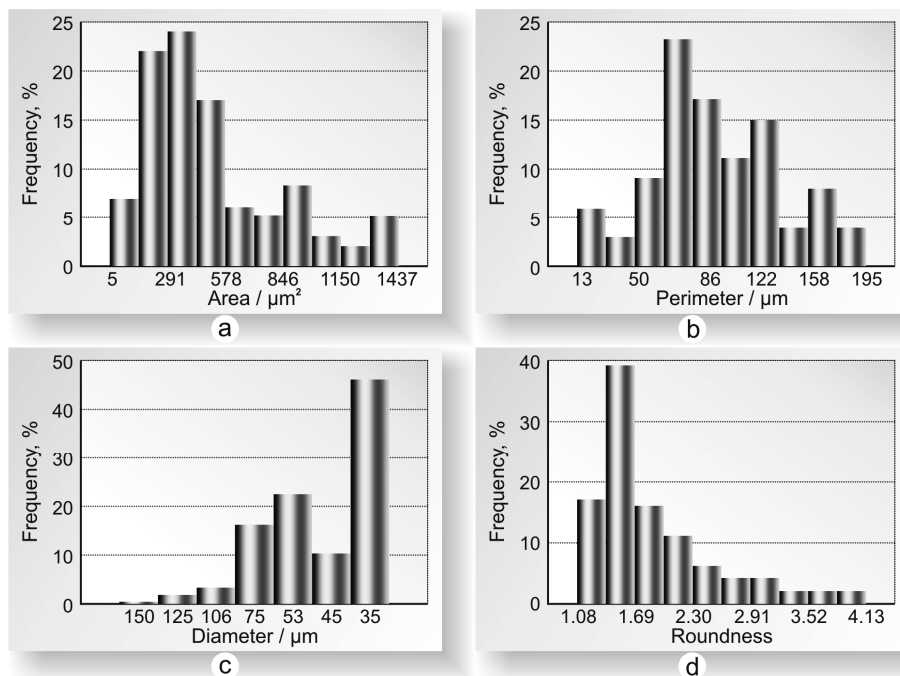 25
20
15
10
5
0
Frequency, %
5 291 578 846 1150 1437
Area / µm²
a
25
20
15
10
5
0
Frequency, %
13 50 86 122 158 195
Perimeter / µm
b
50
40
30
20
10
0
Frequency, %
150 125 106 75 53 45 35
Diameter / µm
c
40
30
20
10
0
Frequency, %
1.08 1.69 2.30 2.91 3.52 4.13
Roundness
d